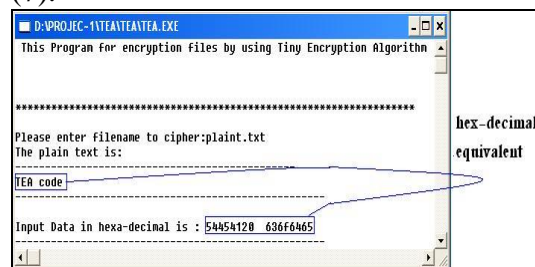 (7).
D:\PROJEC~1\TEA\TEA\TEA.EXE
This Program for encryption files by using Tiny Encryption Algorithm
*******************************************************************
Please enter filename to cipher:plaint.txt
The plain text is:
TEA code
hex-decimal
equivalent
Input Data in hexa-decimal is : 54454120 636f6465